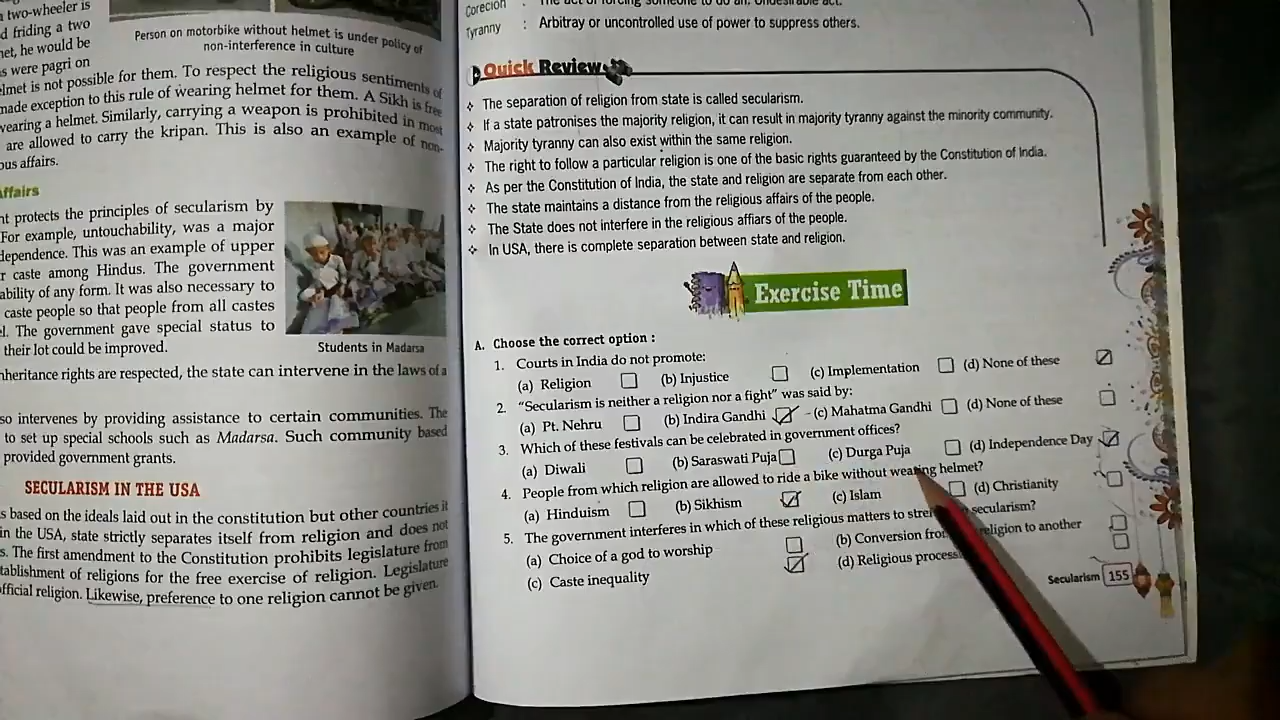 two-wheeler is
d friding a two
net, he would be
s were pagri on
elmet is not possible for them. To respect the religious sentiments of
made exception to this rule of wearing helmet for them. A Sikh is free
wearing a helmet. Similarly, carrying a weapon is prohibited in most
are allowed to carry the kripan. This is also an example of non-
ous affairs.
Person on motorbike without helmet is under policy of
non-interference in culture
Affairs
nt protects the principles of secularism by
For example, untouchability, was a major
dependence. This was an example of upper
r caste among Hindus. The government
ability of any form. It was also necessary to
caste people so that people from all castes
l. The government gave special status to
their lot could be improved.
Students in Madarsa
nheritance rights are respected, the state can intervene in the laws of a
so intervenes by providing assistance to certain communities. The
to set up special schools such as Madarsa. Such community based
provided government grants.
SECULARISM IN THE USA
s based on the ideals laid out in the constitution but other countries it
in the USA, state strictly separates itself from religion and does not
s. The first amendment to the Constitution prohibits legislature from
tablishment of religions for the free exercise of religion. Legislature
official religion. Likewise, preference to one religion cannot be given.
Corecion : The act of forcing someone to do an. Undesirable act.
Tyranny : Arbitray or uncontrolled use of power to suppress others.
Quick Review
The separation of religion from state is called secularism.
If a state patronises the majority religion, it can result in majority tyranny against the minority community.
Majority tyranny can also exist within the same religion.
The right to follow a particular religion is one of the basic rights guaranteed by the Constitution of India.
As per the Constitution of India, the state and religion are separate from each other.
The state maintains a distance from the religious affairs of the people.
The State does not interfere in the religious affiars of the people.
In USA, there is complete separation between state and religion.
Exercise Time
A. Choose the correct option :
1. Courts in India do not promote:
(a) Religion (b) Injustice (c) Implementation (d) None of these
2. "Secularism is neither a religion nor a fight" was said by:
(a) Pt. Nehru (b) Indira Gandhi (c) Mahatma Gandhi (d) None of these
3. Which of these festivals can be celebrated in government offices?
(a) Diwali (b) Saraswati Puja (c) Durga Puja (d) Independence Day
4. People from which religion are allowed to ride a bike without wearing helmet?
(a) Hinduism (b) Sikhism (c) Islam (d) Christianity
5. The government interferes in which of these religious matters to secularism?
(a) Choice of a god to worship (b) Conversion religion to another
(c) Caste inequality (d) Religious
Secularism 155